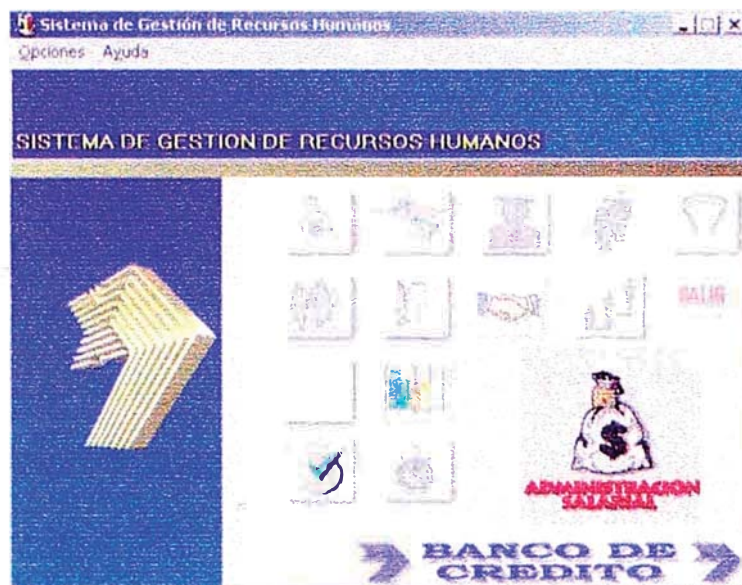 Sistema de Gestión de Recursos Humanos
Opciones Ayuda
SISTEMA DE GESTION DE RECURSOS HUMANOS
SALIR
$
ADMINISTRACION
SALARIAL
BANCO DE
CREDITO